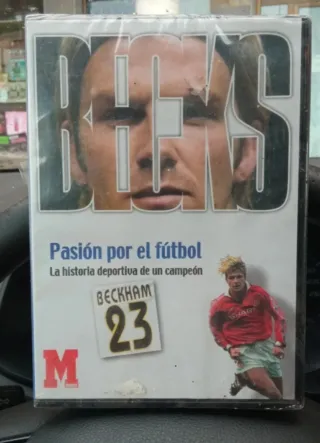 BECKS
Pasión por el fútbol
La historia deportiva de un campeón
BECKHAM
23
M